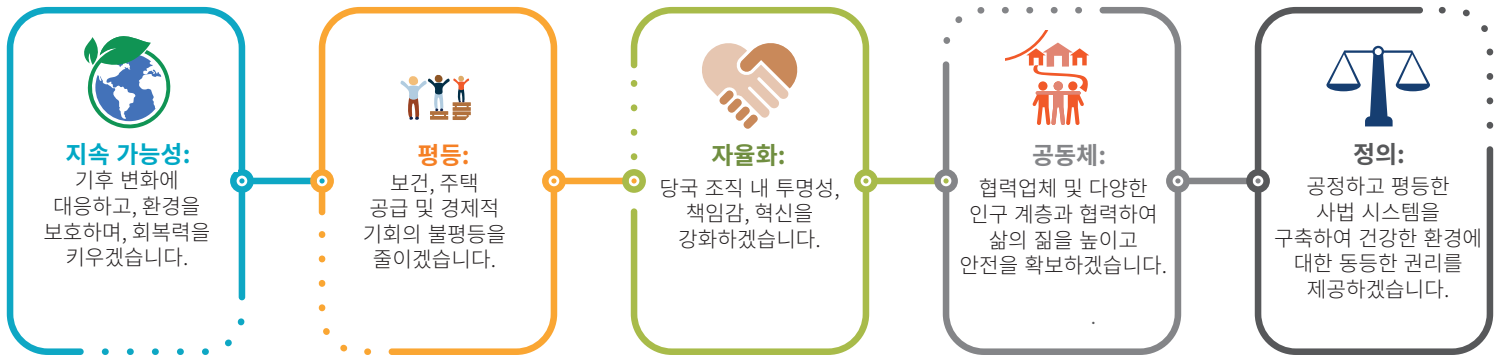 지속 가능성:
기후 변화에
대응하고, 환경을
보호하며, 회복력을
키우겠습니다.
평등:
보건, 주택
공급 및 경제적
기회의 불평등을
줄이겠습니다.
자율화:
당국 조직 내 투명성,
책임감, 혁신을
강화하겠습니다.
공동체:
협력업체 및 다양한
인구 계층과 협력하여
삶의 짊을 높이고
안전을 확보하겠습니다.
.
정의:
공정하고 평등한
사법 시스템을
구축하여 건강한 환경에
대한 동등한 권리를
제공하겠습니다.